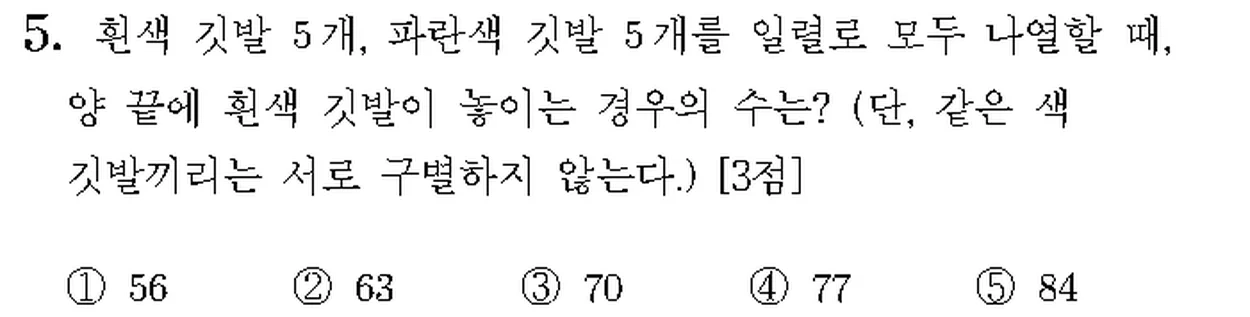 5. 흰색 깃발 5개, 파란색 깃발 5개를 일렬로 모두 나열할 때,
양 끝에 흰색 깃발이 놓이는 경우의 수는? (단, 같은 색
깃발끼리는 서로 구별하지 않는다.) [3점]
① 56 ② 63 ③ 70 ④ 77 ⑤ 84